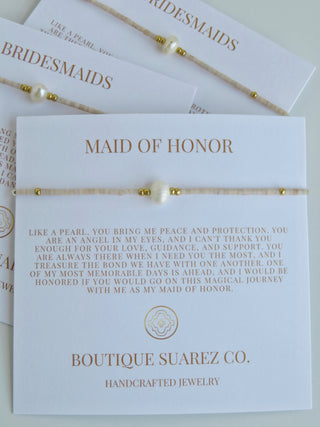 LIKE A PEARL, YOU
BRIDESMAIDS
BRIDESMAIDS
MAID OF HONOR
LIKE A PEARL, YOU BRING ME PEACE AND PROTECTION. YOU
ARE AN ANGEL IN MY EYES, AND I CAN'T THANK YOU
ENOUGH FOR YOUR LOVE, GUIDANCE, AND SUPPORT. YOU
ARE ALWAYS THERE WHEN I NEED YOU THE MOST, AND I
TREASURE THE BOND WE HAVE WITH ONE ANOTHER. ONE
OF MY MOST MEMORABLE DAYS IS AHEAD, AND I WOULD BE
HONORED IF YOU WOULD GO ON THIS MAGICAL JOURNEY
WITH ME AS MY MAID OF HONOR.
BOUTIQUE SUAREZ CO.
HANDCRAFTED JEWELRY